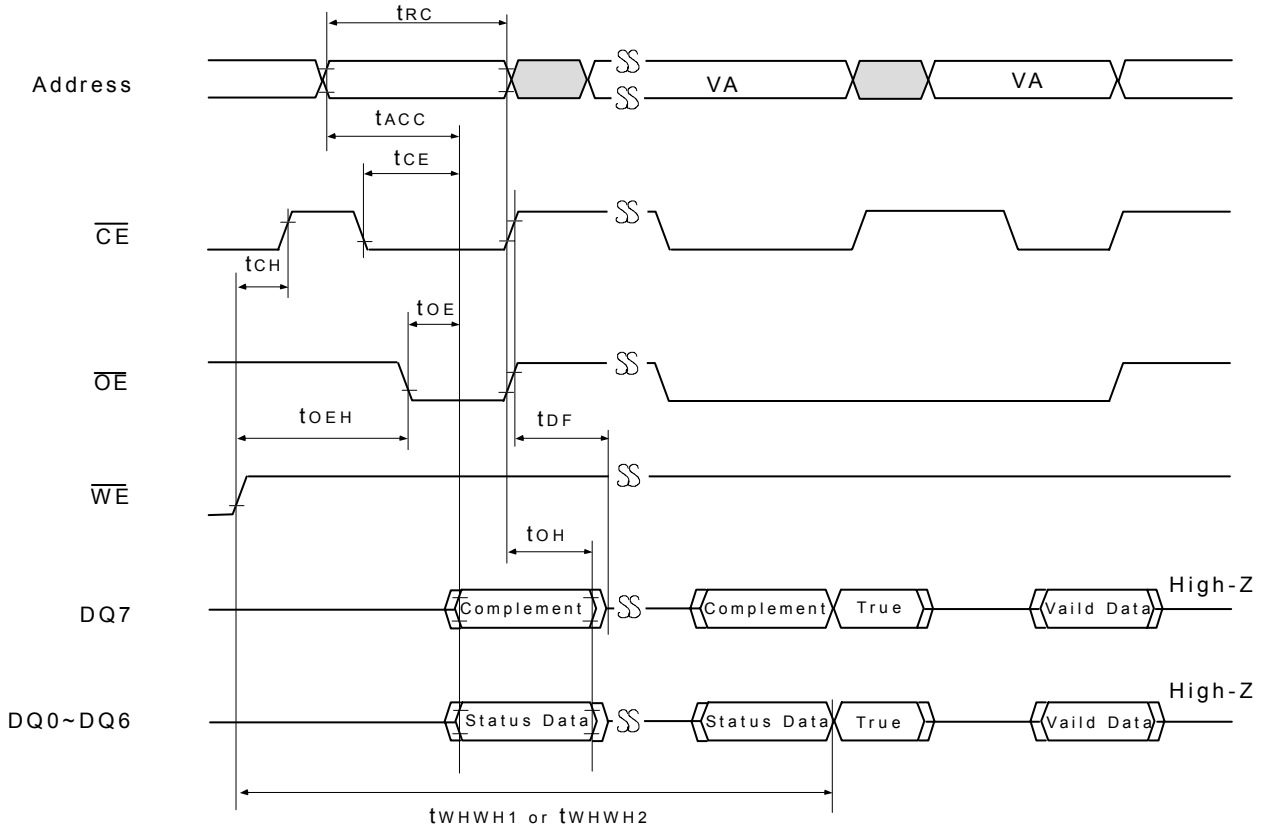 tRC
Address
VA
VA
tACC
tCE
CE
tCH
tOE
OE
tOEH
tDF
WE
tOH
DQ7
Complement
Complement
True
Vaild Data
High-Z
DQ0~DQ6
Status Data
Status Data
True
Vaild Data
High-Z
tWHWH1 or tWHWH2